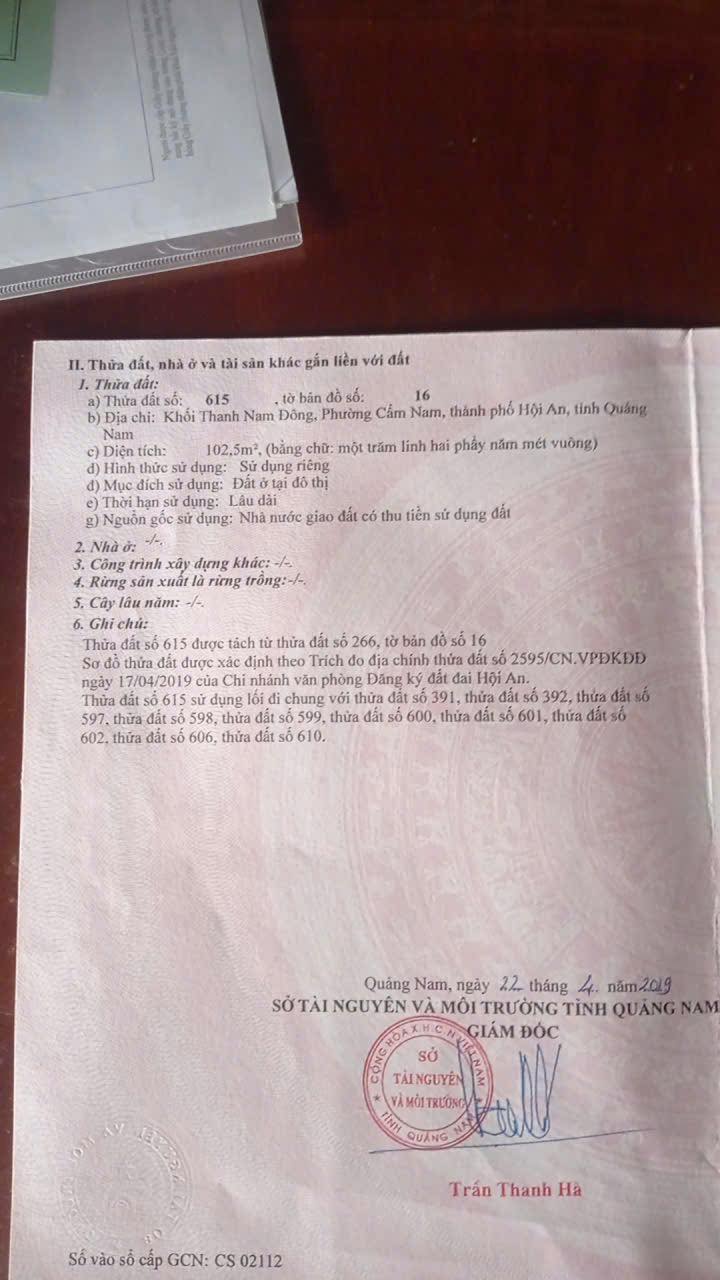 II. Thửa đất, nhà ở và tài sản khác gắn liền với đất
1. Thửa đất:
a) Thửa đất số: 615 , tờ bản đồ số: 16
b) Địa chỉ: Khối Thanh Nam Đông, Phường Cẩm Nam, thành phố Hội An, tỉnh Quảng
Nam
c) Diện tích: 102,5m², (bằng chữ: một trăm linh hai phẩy năm mét vuông)
d) Hình thức sử dụng: Sử dụng riêng
đ) Mục đích sử dụng: Đất ở tại đô thị
e) Thời hạn sử dụng: Lâu dài
g) Nguồn gốc sử dụng: Nhà nước giao đất có thu tiền sử dụng đất
2. Nhà ở: -/-.
3. Công trình xây dựng khác: -/-.
4. Rừng sản xuất là rừng trồng:-/-.
5. Cây lâu năm: -/-.
6. Ghi chú:
Thửa đất số 615 được tách từ thửa đất số 266, tờ bản đồ số 16
Sơ đồ thửa đất được xác định theo Trích đo địa chính thửa đất số 2595/CN.VPĐKĐĐ
ngày 17/04/2019 của Chi nhánh văn phòng Đăng ký đất đai Hội An.
Thửa đất số 615 sử dụng lối đi chung với thửa đất số 391, thửa đất số 392, thửa đất số
597, thửa đất số 598, thửa đất số 599, thửa đất số 600, thửa đất số 601, thửa đất số
602, thửa đất số 606, thửa đất số 610.
Quảng Nam, ngày 22 tháng 4. năm 2019
SỞ TÀI NGUYÊN VÀ MÔI TRƯỜNG TỈNH QUẢNG NAM
GIÁM ĐỐC
CỘNG HÒA X.H.C.N VIỆT NAM
SỞ
TÀI NGUYÊN
VÀ MÔI TRƯỜNG
TỈNH QUẢNG NAM
Trần Thanh Hà
Số vào sổ cấp GCN: CS 02112